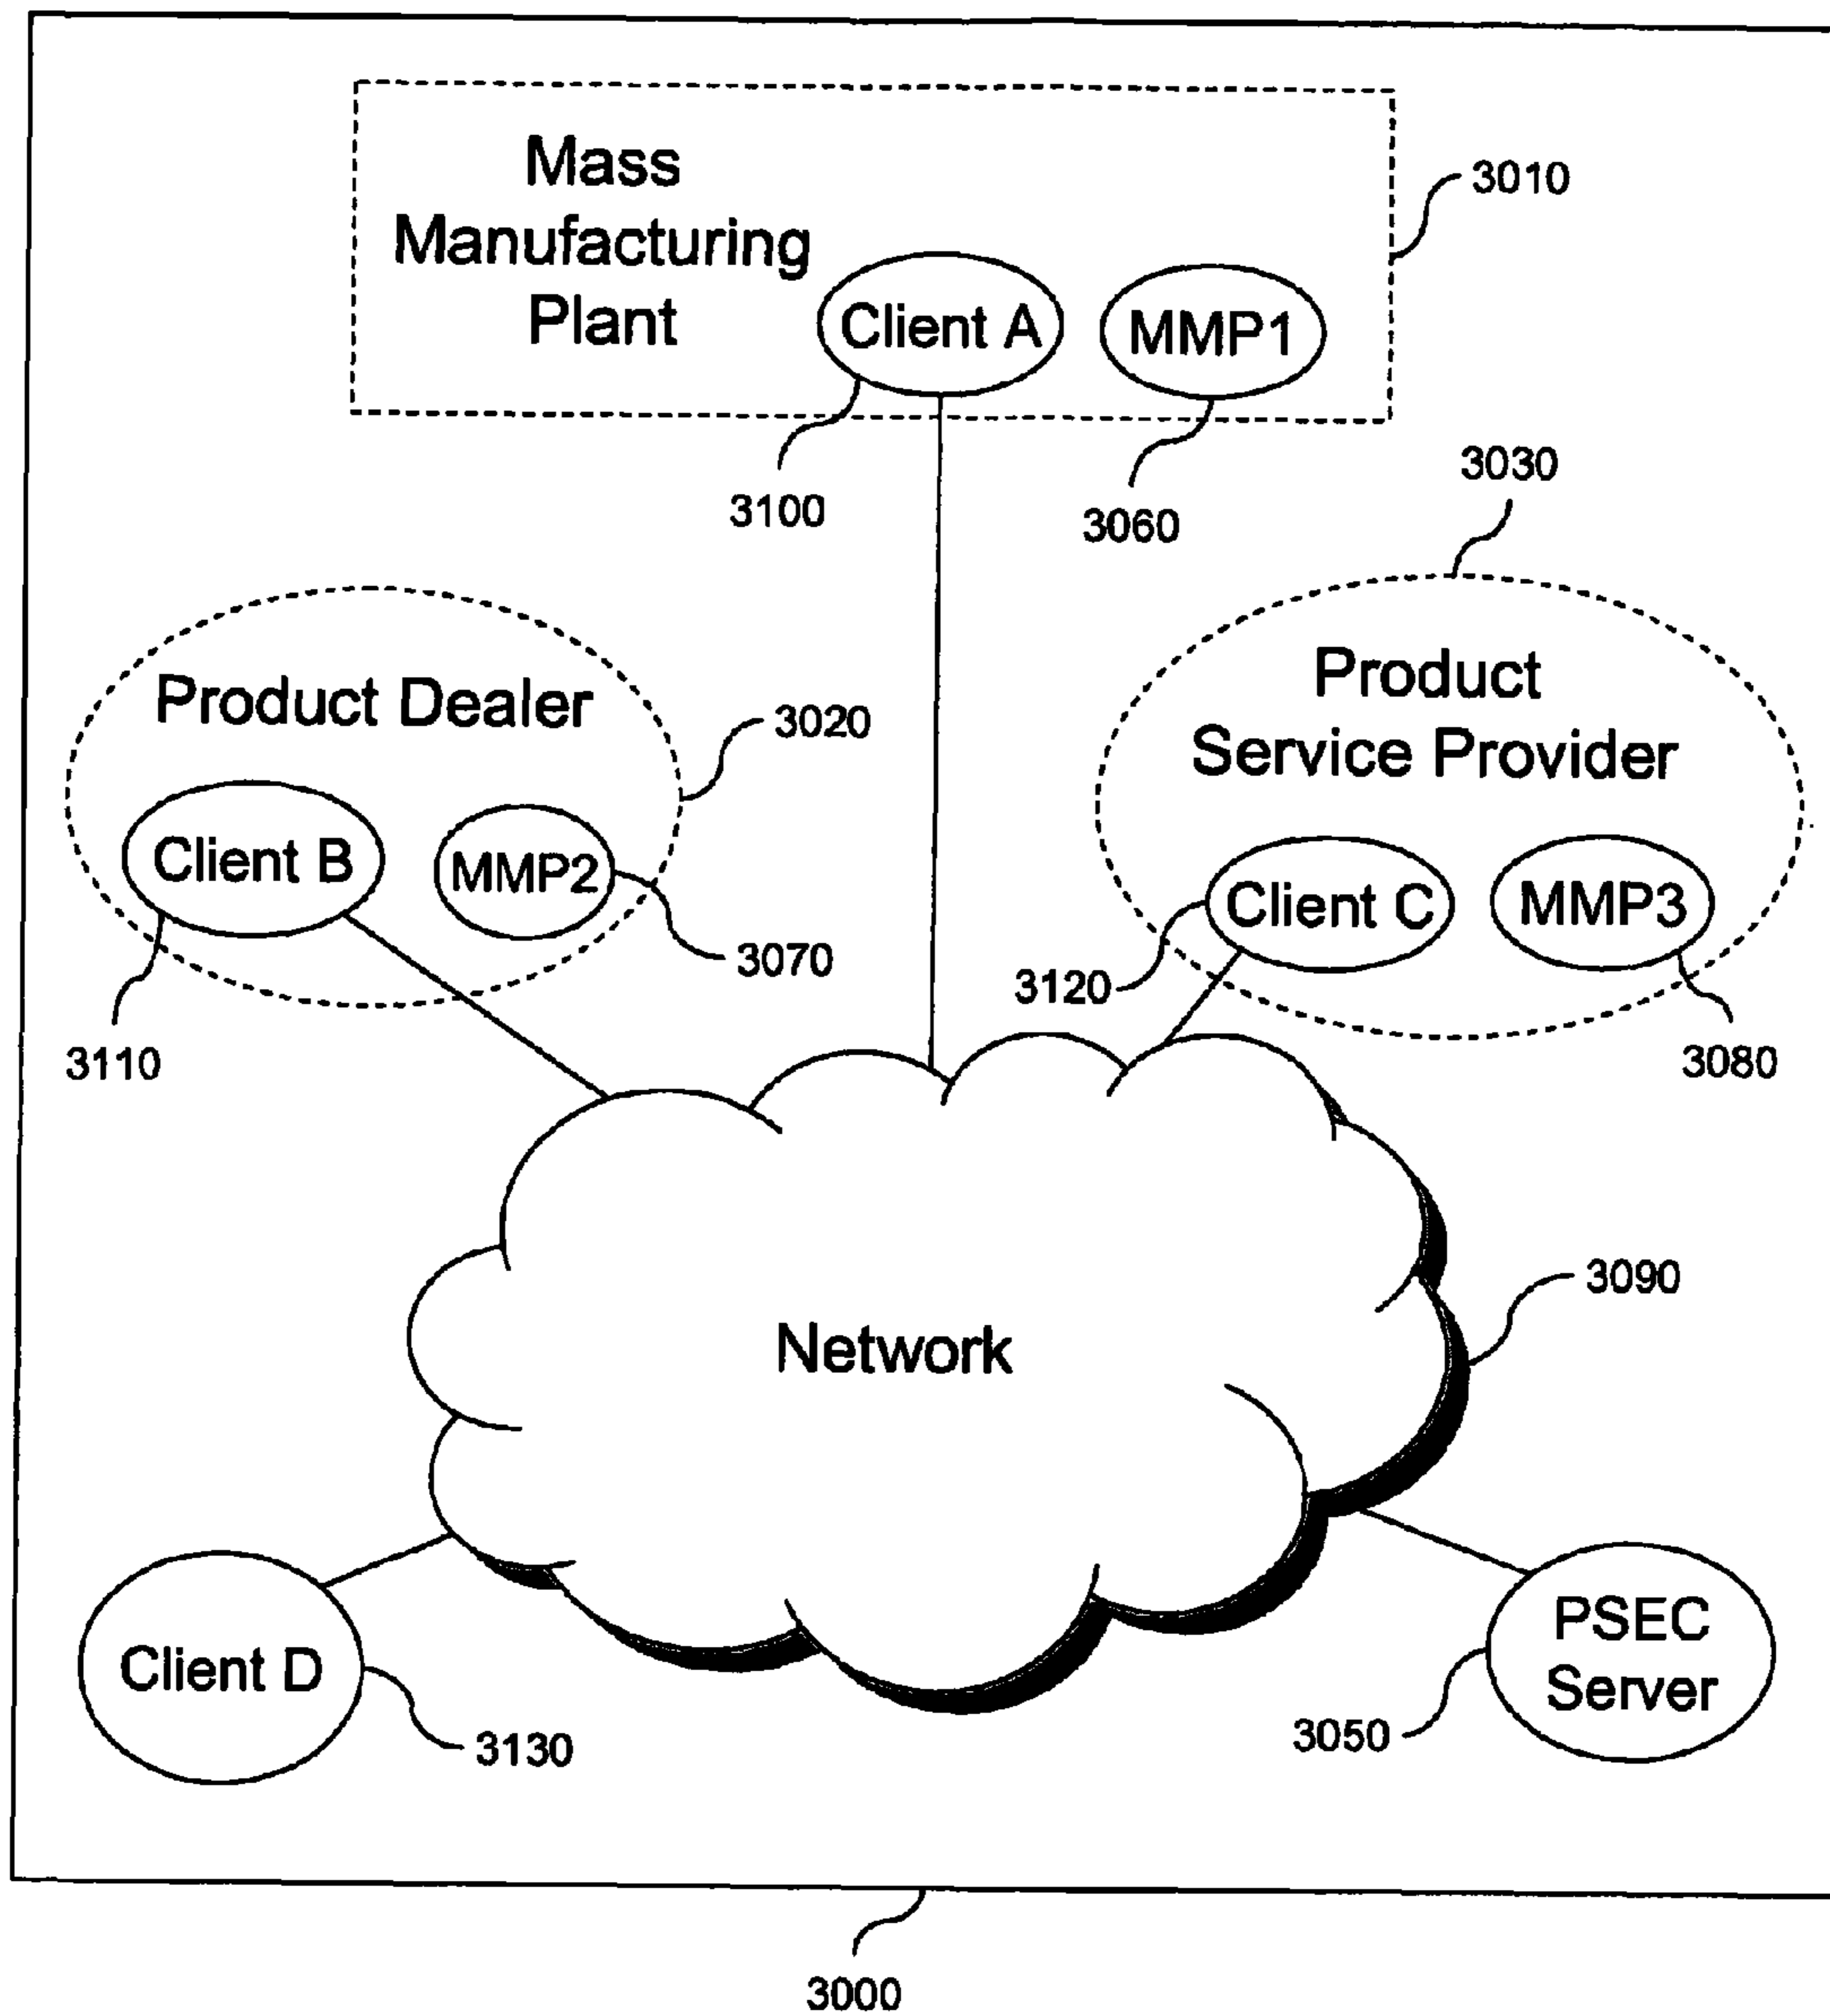 Mass
Manufacturing
Plant
Client A
MMP1
3010
3100
3060
3030
Product Dealer
3020
Product
Service Provider
Client B
MMP2
Client C
MMP3
3070
3120
3110
3080
3090
Network
PSEC
Server
Client D
3130
3050
3000